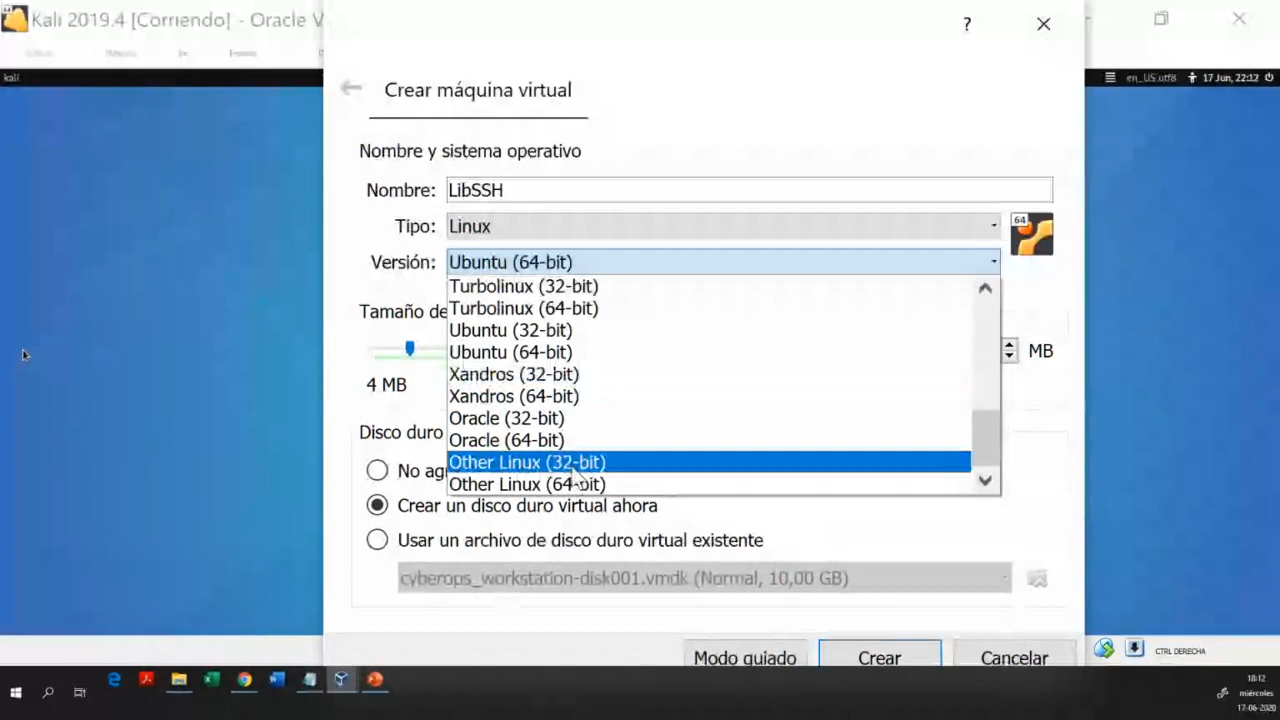 Kali 2019.4 [Corriendo] - Oracle V
kali
en_US.utf8
17 Jun, 22:12
?
Crear máquina virtual
Nombre y sistema operativo
Nombre: LibSSH
Tipo: Linux
64
Versión: Ubuntu (64-bit)
Turbolinux (32-bit)
Turbolinux (64-bit)
Ubuntu (32-bit)
Ubuntu (64-bit)
Xandros (32-bit)
Xandros (64-bit)
Oracle (32-bit)
Oracle (64-bit)
Other Linux (32-bit)
Other Linux (64-bit)
Tamaño de
MB
4 MB
Disco duro
No ag
Crear un disco duro virtual ahora
Usar un archivo de disco duro virtual existente
cyberops_workstation-disk001.vmdk (Normal, 10,00 GB)
Modo guiado
Crear
Cancelar
CTRL DERECHA
18:12
miércoles
17-06-2020